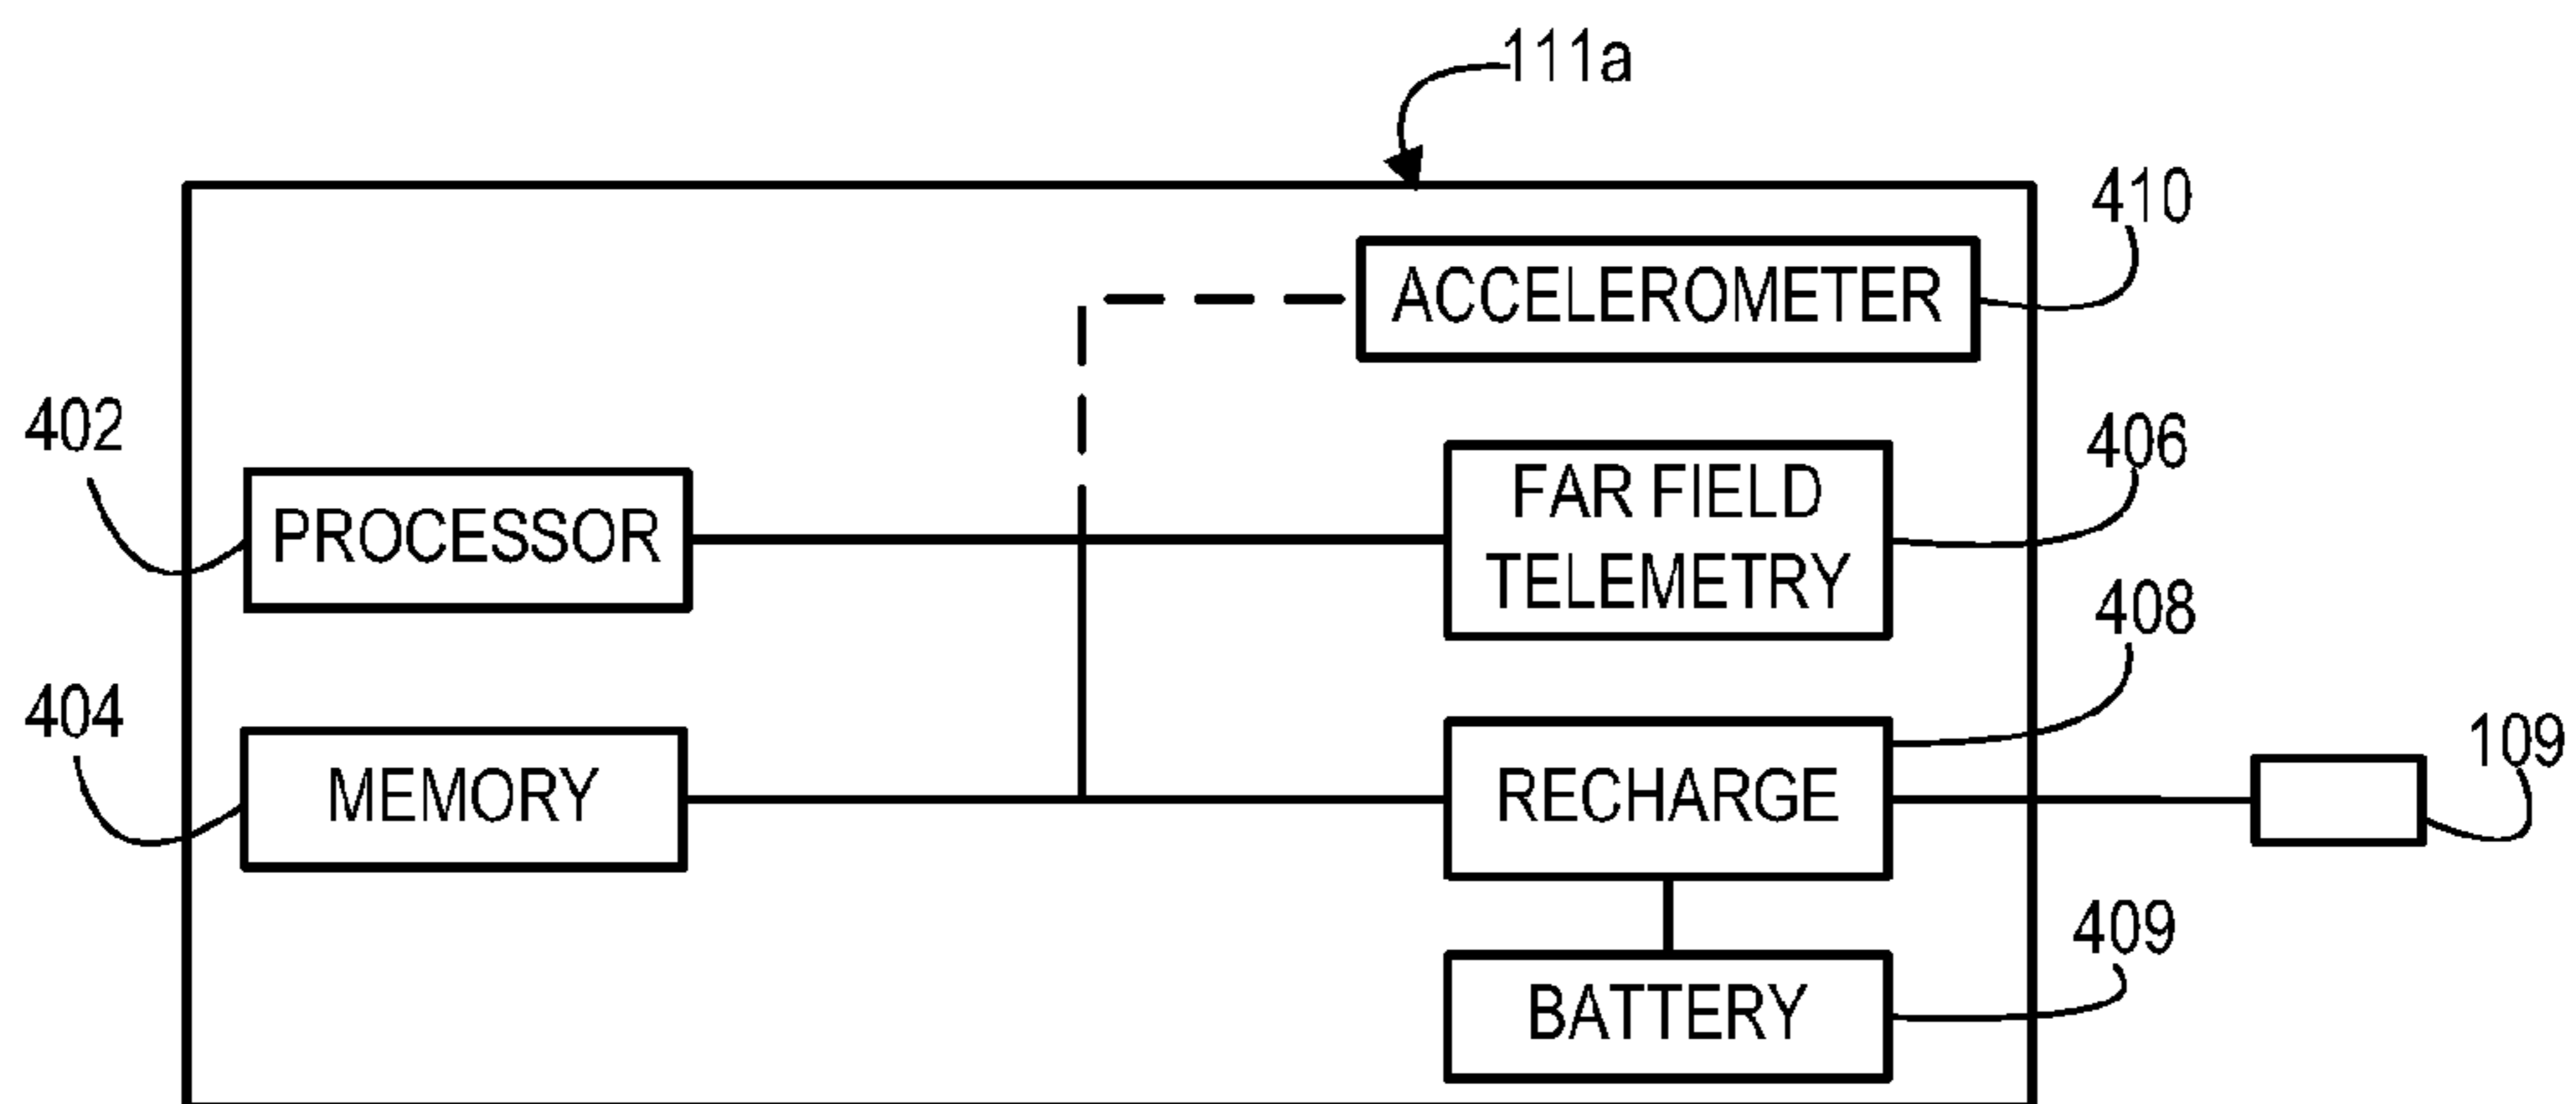 111a
410
ACCELEROMETER
402
406
FAR FIELD
TELEMETRY
PROCESSOR
408
404
MEMORY
RECHARGE
109
409
BATTERY